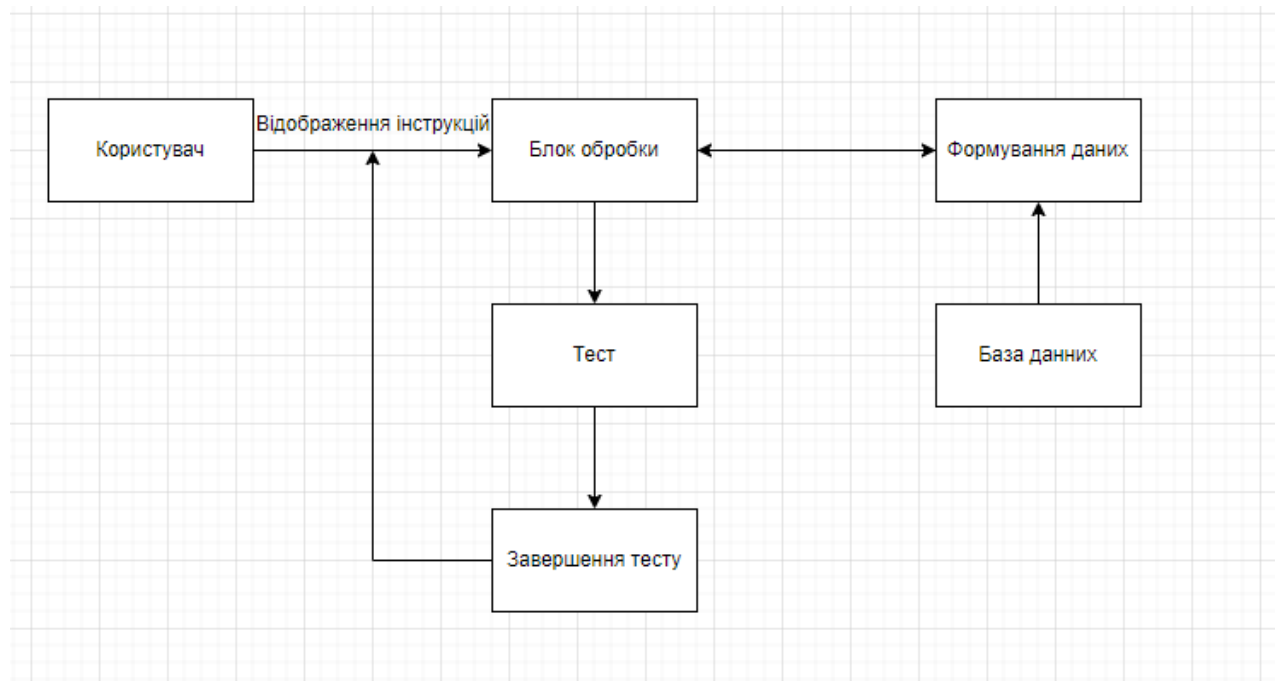 Користувач
Відображення інструкцій
Блок обробки
Формування даних
Тест
База данних
Завершення тесту